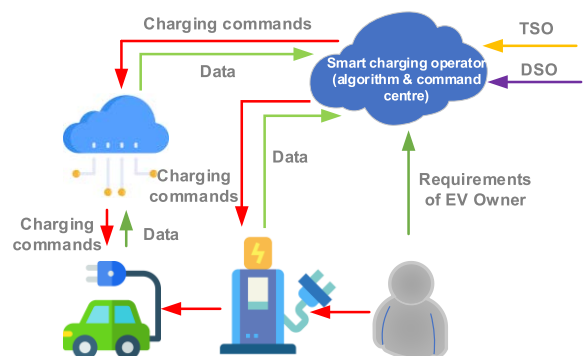 Charging commands
TSO
Data
Smart charging operator
(algorithm & command
centre)
DSO
Charging
commands
Data
Requirements
of EV Owner
Charging
commands
Data